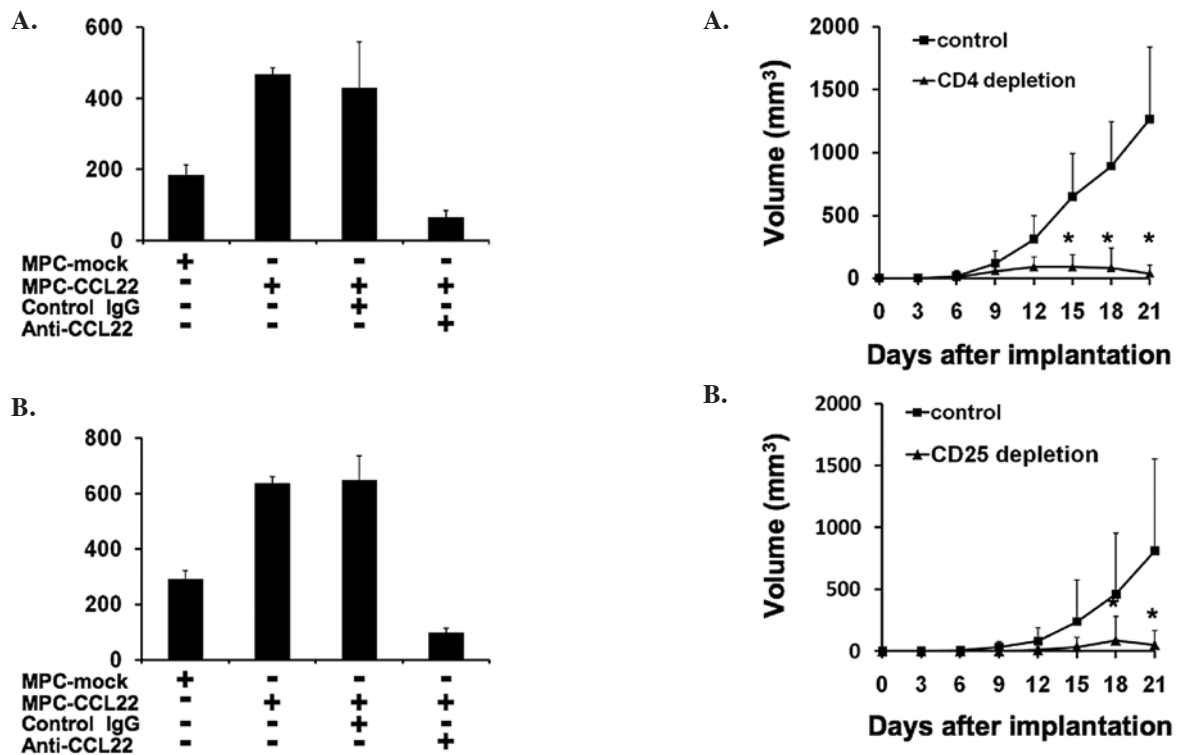 A.
600
400
200
0
MPC-mock + - - -
MPC-CCL22 - + + +
Control IgG - - + -
Anti-CCL22 - - - +
B.
800
600
400
200
0
MPC-mock + - - -
MPC-CCL22 - + + +
Control IgG - - + -
Anti-CCL22 - - - +
A.
2000
1500
1000
500
0
Volume (mm³)
control
CD4 depletion
* * *
0 3 6 9 12 15 18 21
Days after implantation
B.
2000
1500
1000
500
0
Volume (mm³)
control
CD25 depletion
* *
0 3 6 9 12 15 18 21
Days after implantation